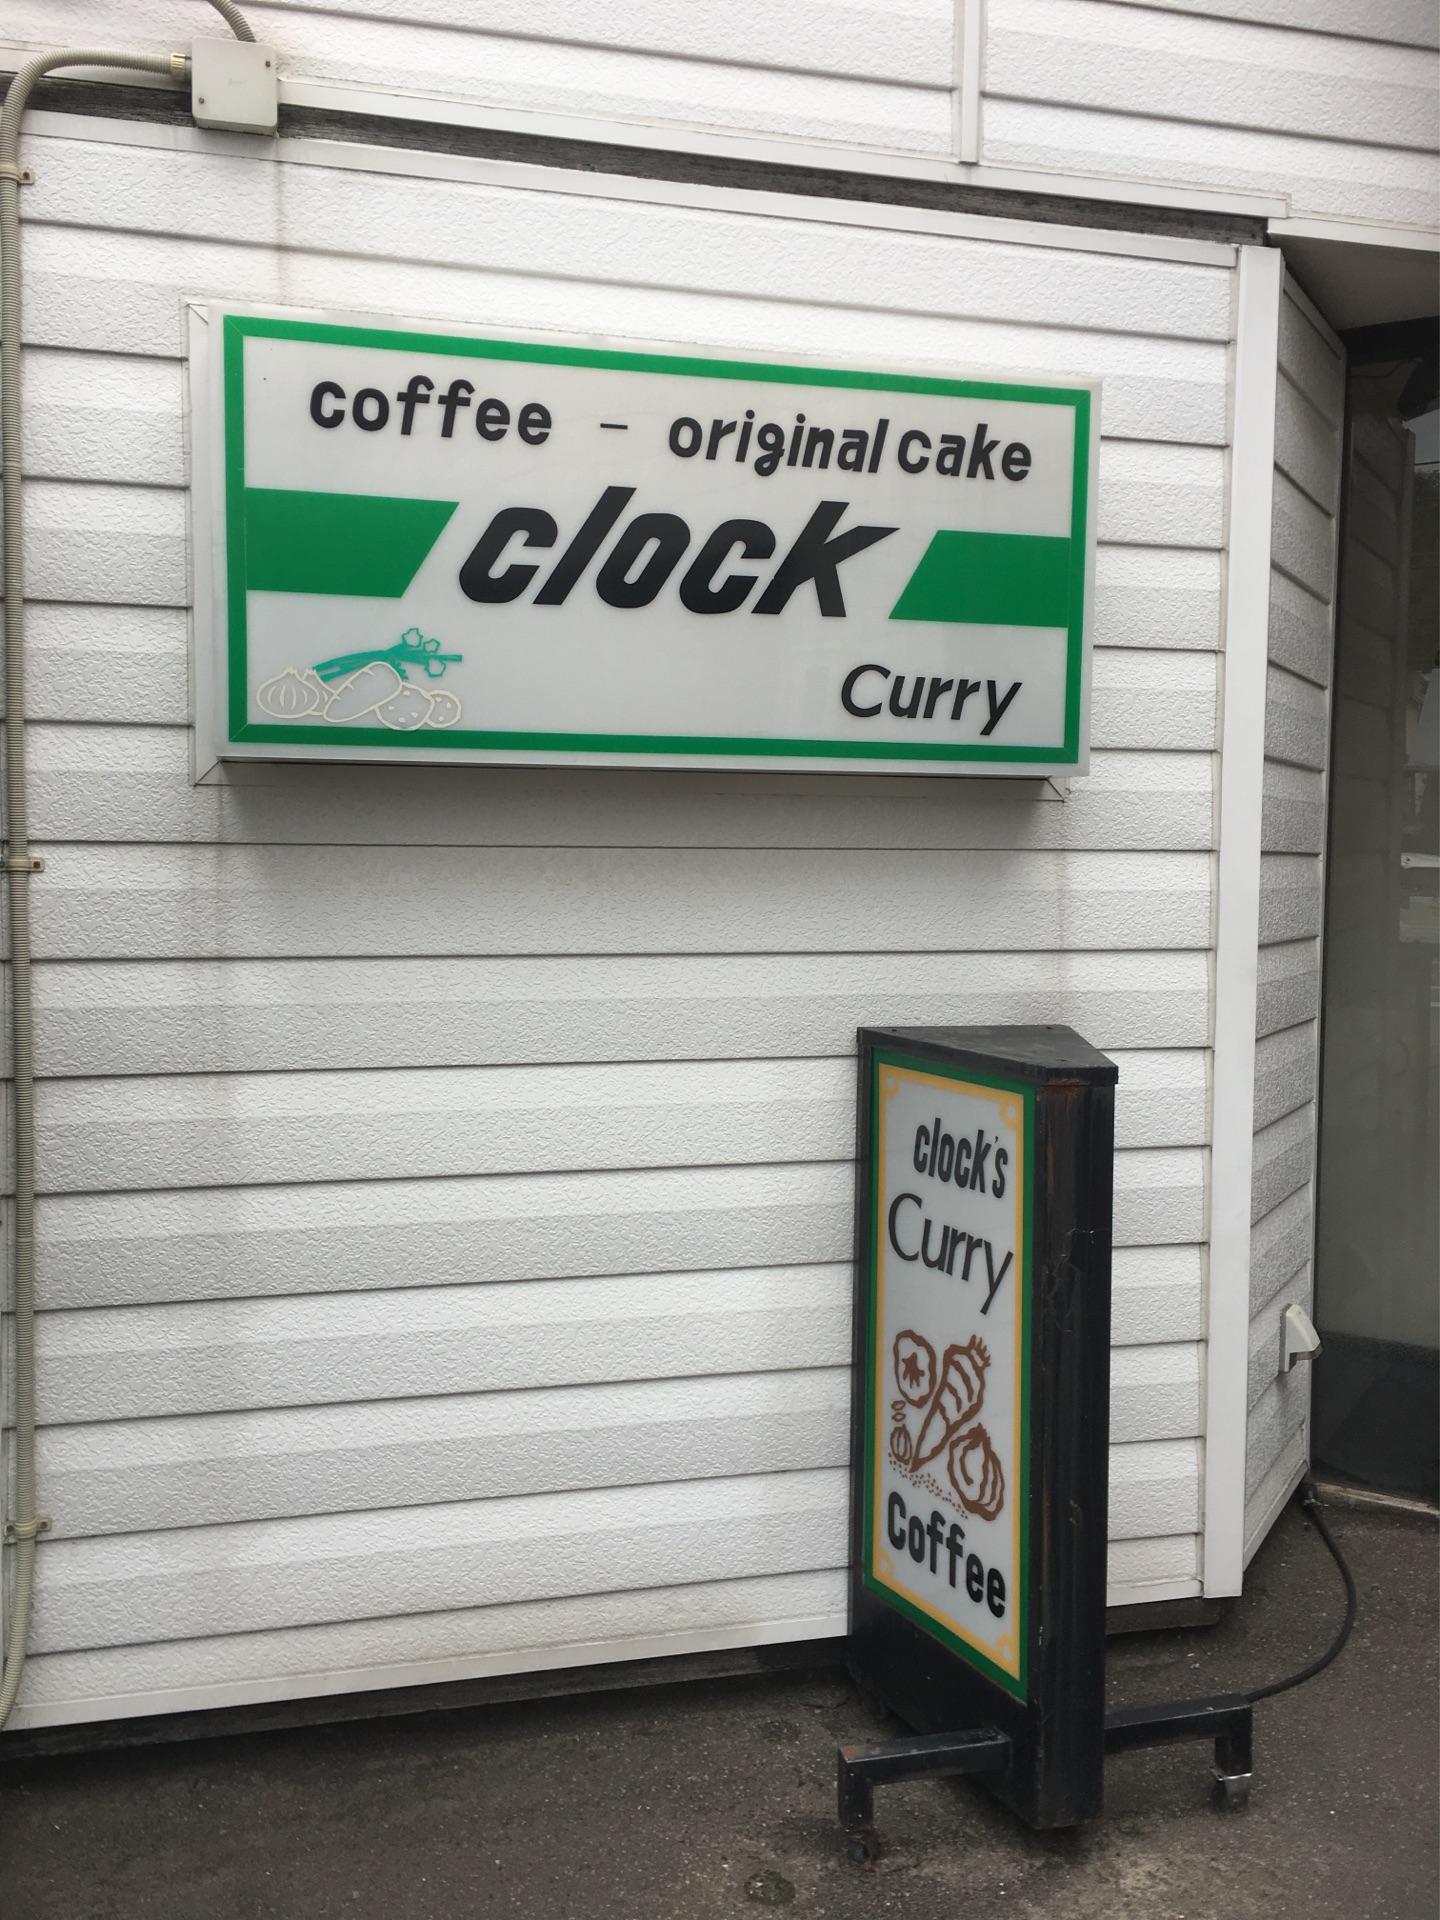 coffee - original cake
clock
Curry
clock's
Curry
Coffee